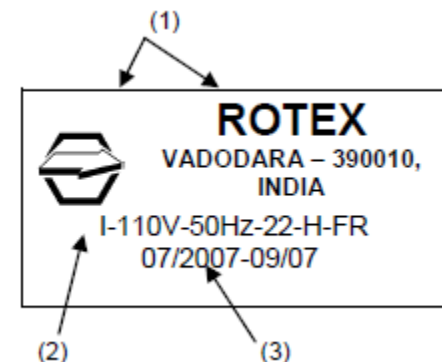 (1)
ROTEX
VADODARA – 390010,
INDIA
I-110V-50Hz-22-H-FR
07/2007-09/07
(2) (3)